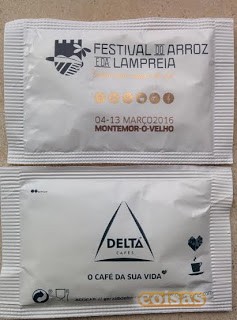 FESTIVAL DO ARROZ
E DA LAMPREIA
04-13 MARÇO 2016
MONTEMOR-O-VELHO
DELTA
CAFÉS
O CAFÉ DA SUA VIDA
coisas